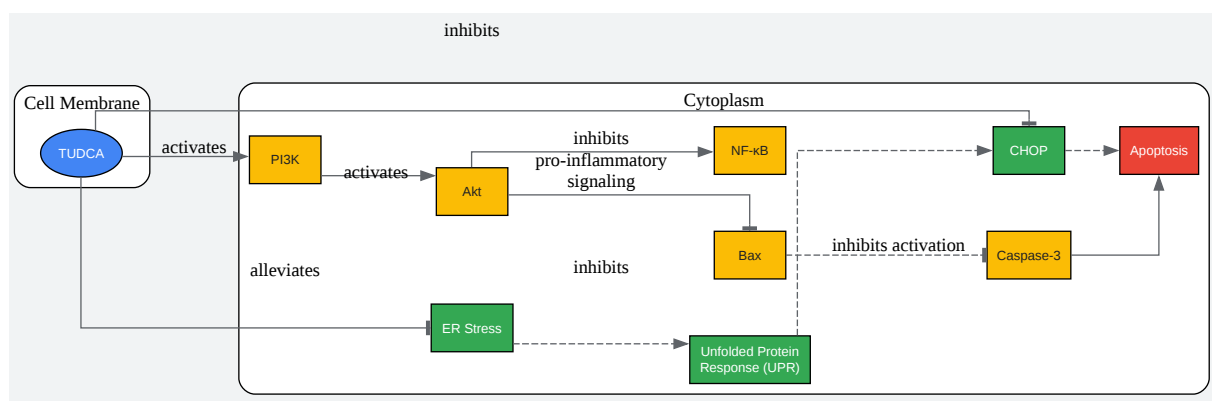 inhibits
Cell Membrane
TUDCA
Cytoplasm
activates
PI3K
activates
Akt
inhibits
pro-inflammatory
signaling
NF-κB
CHOP
Apoptosis
Bax
inhibits activation
Caspase-3
alleviates
inhibits
ER Stress
Unfolded Protein
Response (UPR)